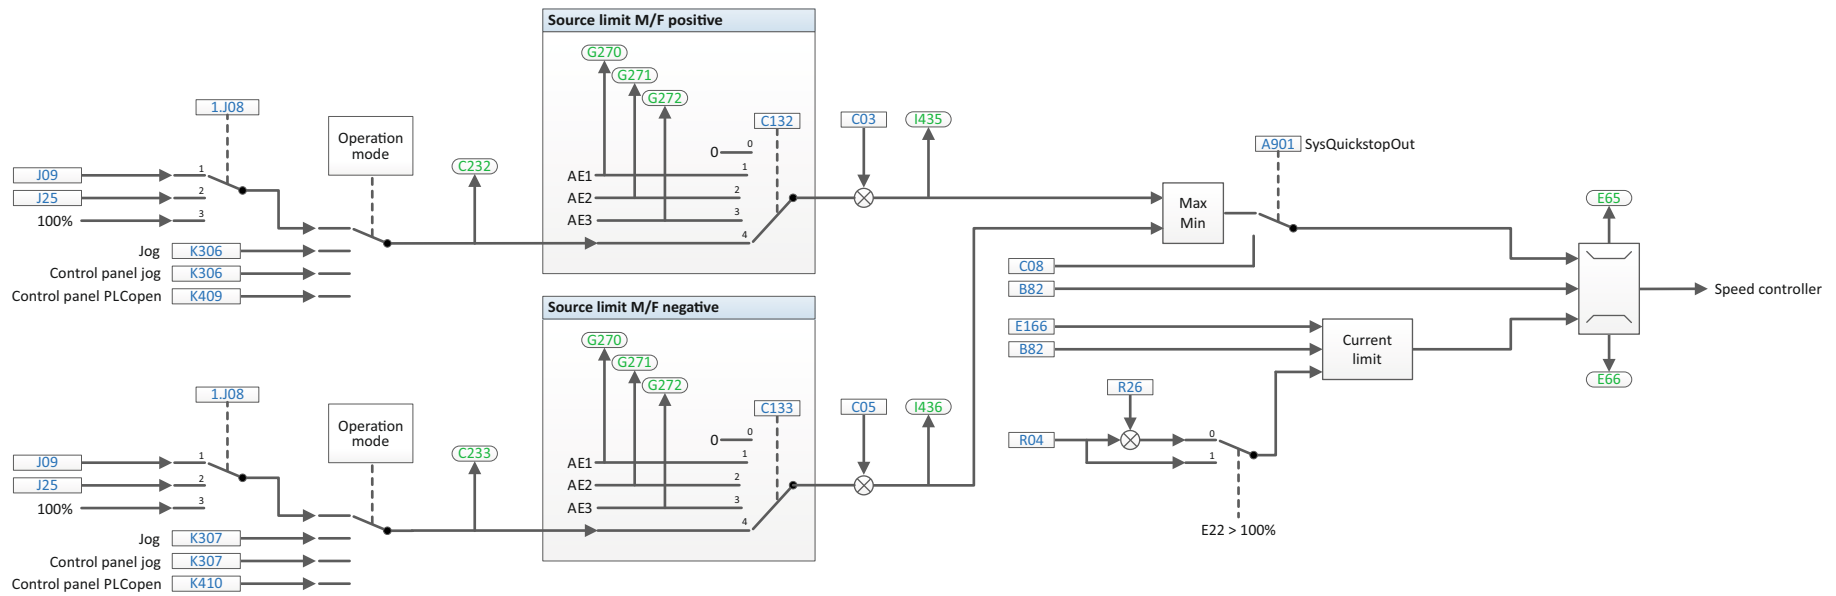 Source limit M/F positive
G270
G271
G272
1.J08
Operation
mode
C132
C03
I435
A901 SysQuickstopOut
0 0
C232
J09 1
AE1 1
J25 2
AE2 2
100% 3
AE3 3
4
Max
Min
E65
Jog K306
Control panel jog K306
Control panel PLCopen K409
C08
B82
Speed controller
Source limit M/F negative
E166
B82
Current
limit
G270
G271
G272
E66
1.J08
Operation
mode
C133
C05
I436
R26
0 0
R04 0
1
C233
J09 1
AE1 1
J25 2
AE2 2
100% 3
AE3 3
4
E22 > 100%
Jog K307
Control panel jog K307
Control panel PLCopen K410